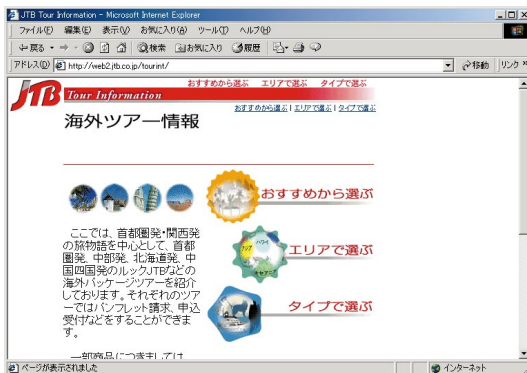 JTB Tour Information - Microsoft Internet Explorer
ファイル(F) 編集(E) 表示(V) お気に入り(A) ツール(T) ヘルプ(H)
戻る 検索 お気に入り 履歴
アドレス(D) http://web2.jtb.co.jp/tourint/ 移動 リンク »
おすすめから選ぶ エリアで選ぶ タイプで選ぶ
JTB Tour Information
おすすめから選ぶ | エリアで選ぶ | タイプで選ぶ
海外ツアー情報
おすすめから選ぶ
ハワイ
アジア
オセアニア
エリアで選ぶ
タイプで選ぶ
ここでは、首都圏発・関西発
の旅物語を中心として、首都
圏発、中部発、北海道発、中
国四国発のルックJTBなどの
海外パッケージツアーを紹介
しております。それぞれのツア
ーではパンフレット請求、申込
受付などをすることができま
す。
一部商品につきましては
ページが表示されました インターネット